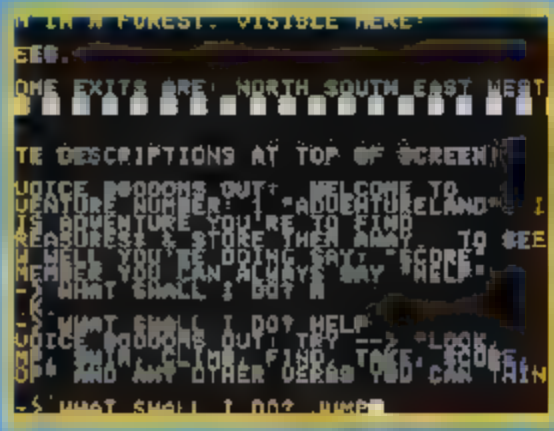 IN A FOREST. VISIBLE HERE:
OME EXITS ARE: NORTH SOUTH EAST WEST
TE DESCRIPTIONS AT TOP OF SCREEN
VOICE BOOOOMS OUT: WELCOME TO
VENTURE NUMBER: 1 "ADVENTURELAND". I
IS ADVENTURE YOU'RE TO FIND
REASURES* & STORE THEM AWAY. TO SEE
W WELL YOU'RE DOING SAY: "SCORE"
MEMBER YOU CAN ALWAYS SAY "HELP"
-> WHAT SHALL I DO?
-> WHAT SHALL I DO? HELP
VOICE BOOOOMS OUT: TRY --> "LOOK,
CLIMB, FIND, TAKE, SCORE,
AND ANY OTHER VERBS YOU CAN THIN
-> WHAT SHALL I DO? JUMP